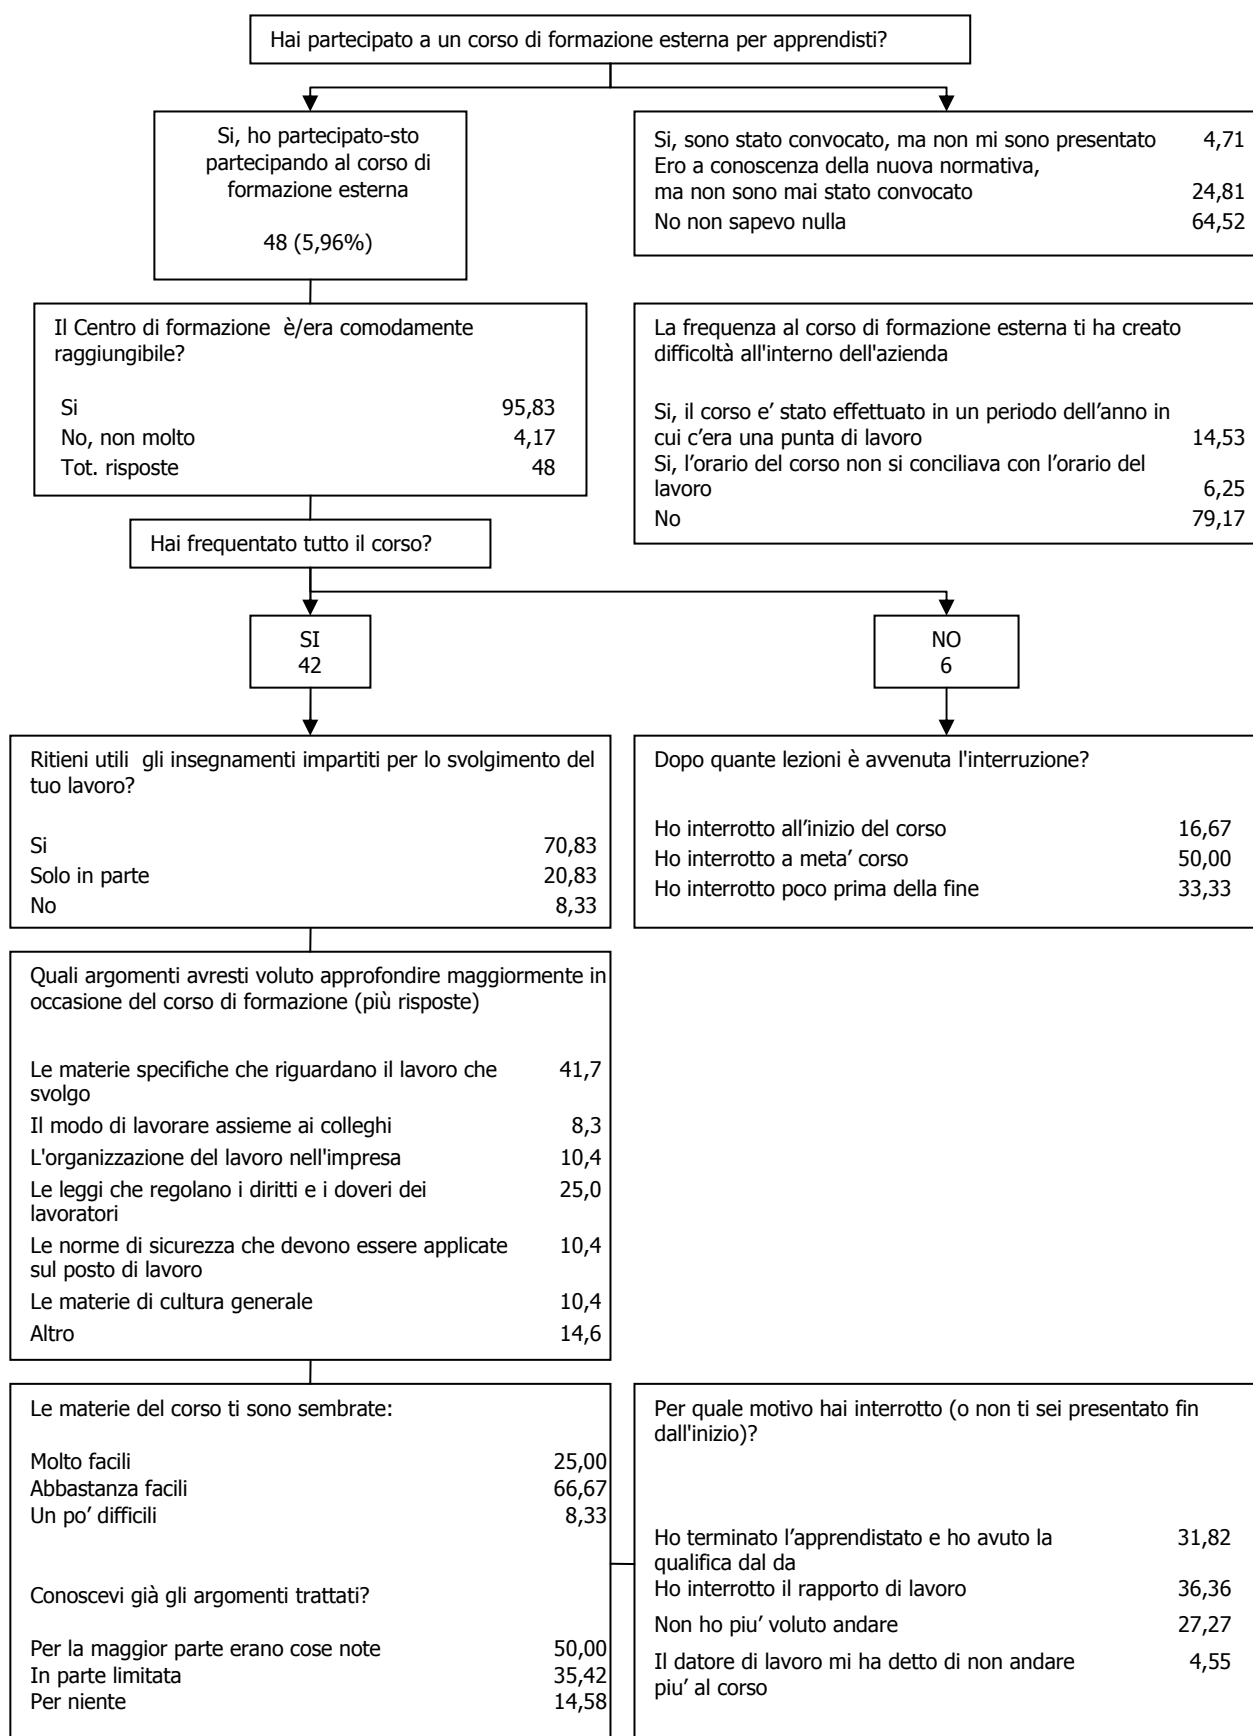 Hai partecipato a un corso di formazione esterna per apprendisti?
Si, ho partecipato-sto
partecipando al corso di
formazione esterna
48 (5,96%)
Si, sono stato convocato, ma non mi sono presentato 4,71
Ero a conoscenza della nuova normativa,
ma non sono mai stato convocato 24,81
No non sapevo nulla 64,52
Il Centro di formazione è/era comodamente
raggiungibile?
Si 95,83
No, non molto 4,17
Tot. risposte 48
La frequenza al corso di formazione esterna ti ha creato
difficoltà all'interno dell'azienda
Si, il corso e’ stato effettuato in un periodo dell’anno in
cui c’era una punta di lavoro 14,53
Si, l’orario del corso non si conciliava con l’orario del
lavoro 6,25
No 79,17
Hai frequentato tutto il corso?
SI
42
NO
6
Ritieni utili gli insegnamenti impartiti per lo svolgimento del
tuo lavoro?
Si 70,83
Solo in parte 20,83
No 8,33
Dopo quante lezioni è avvenuta l'interruzione?
Ho interrotto all’inizio del corso 16,67
Ho interrotto a meta’ corso 50,00
Ho interrotto poco prima della fine 33,33
Quali argomenti avresti voluto approfondire maggiormente in
occasione del corso di formazione (più risposte)
Le materie specifiche che riguardano il lavoro che 41,7
svolgo
Il modo di lavorare assieme ai colleghi 8,3
L'organizzazione del lavoro nell'impresa 10,4
Le leggi che regolano i diritti e i doveri dei 25,0
lavoratori
Le norme di sicurezza che devono essere applicate 10,4
sul posto di lavoro
Le materie di cultura generale 10,4
Altro 14,6
Le materie del corso ti sono sembrate:
Molto facili 25,00
Abbastanza facili 66,67
Un po’ difficili 8,33
Conoscevi già gli argomenti trattati?
Per la maggior parte erano cose note 50,00
In parte limitata 35,42
Per niente 14,58
Per quale motivo hai interrotto (o non ti sei presentato fin
dall'inizio)?
Ho terminato l’apprendistato e ho avuto la 31,82
qualifica dal da
Ho interrotto il rapporto di lavoro 36,36
Non ho piu’ voluto andare 27,27
Il datore di lavoro mi ha detto di non andare 4,55
piu’ al corso